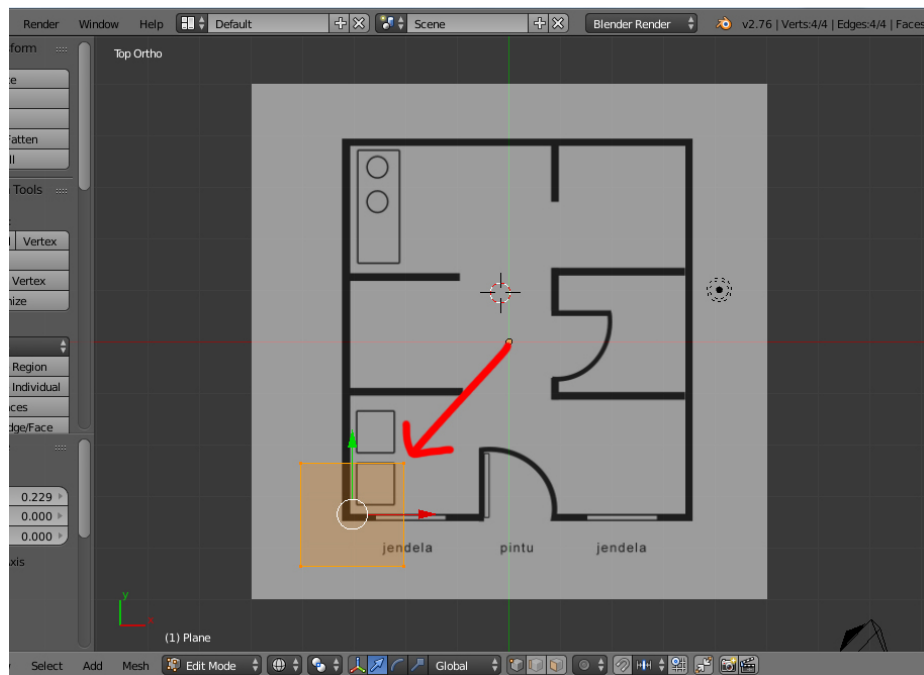 Render Window Help Default Scene Blender Render v2.76 | Verts:4/4 | Edges:4/4 | Faces
Top Ortho
Tools
Vertex
Vertex
Region
Individual
dge/Face
0.229
0.000
0.000
jendela pintu jendela
y
x
(1) Plane
Select Add Mesh Edit Mode Global